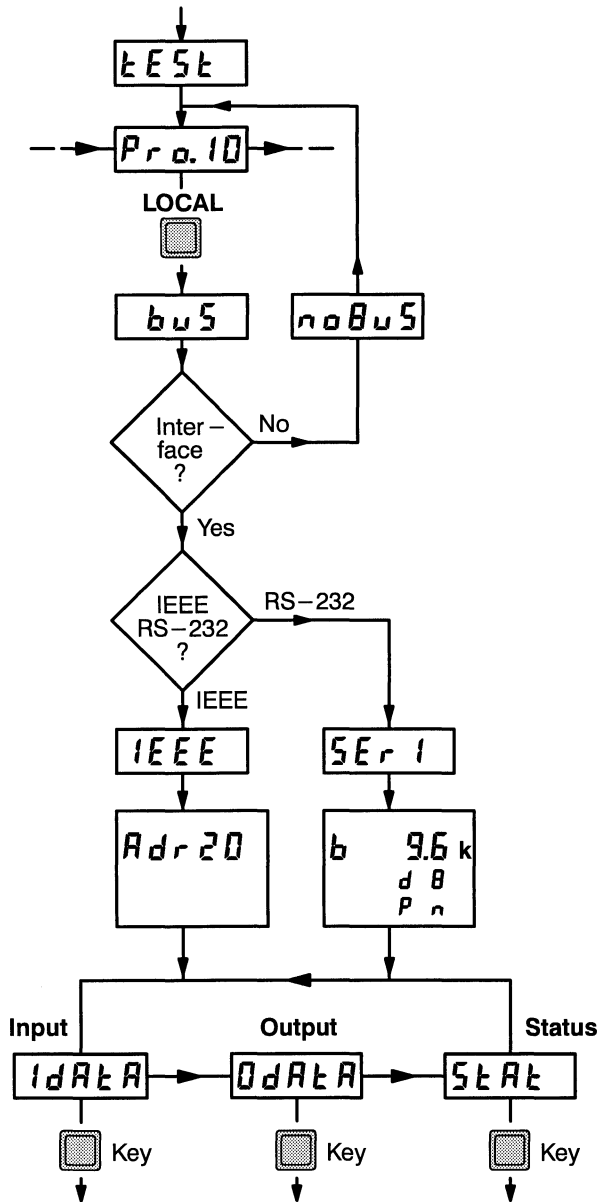 tESt
Pro.10
LOCAL
buS
noBuS
Inter–
face
?
No
Yes
IEEE
RS–232
?
RS–232
IEEE
IEEE
SEr I
Adr20
b 9.6 k
d 8
P n
Input
Output
Status
IdAtA
OdAtA
StAt
Key
Key
Key